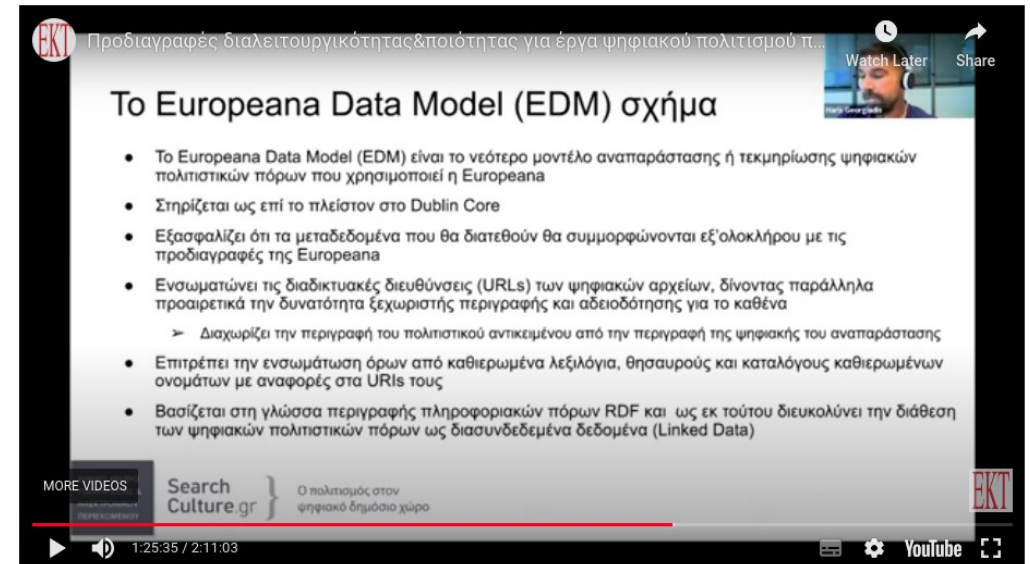 EKT
Προδιαγραφές διαλειτουργικότητας&ποιότητας για έργα ψηφιακού πολιτισμού π...
Watch Later
Share
Haris Georgiadis
Το Europeana Data Model (EDM) σχήμα
• Το Europeana Data Model (EDM) είναι το νεότερο μοντέλο αναπαράστασης ή τεκμηρίωσης ψηφιακών
πολιτιστικών πόρων που χρησιμοποιεί η Europeana
• Στηρίζεται ως επί το πλείστον στο Dublin Core
• Εξασφαλίζει ότι τα μεταδεδομένα που θα διατεθούν θα συμμορφώνονται εξ'ολοκλήρου με τις
προδιαγραφές της Europeana
• Ενσωματώνει τις διαδικτυακές διευθύνσεις (URLs) των ψηφιακών αρχείων, δίνοντας παράλληλα
προαιρετικά την δυνατότητα ξεχωριστής περιγραφής και αδειοδότησης για το καθένα
➢ Διαχωρίζει την περιγραφή του πολιτιστικού αντικειμένου από την περιγραφή της ψηφιακής του αναπαράστασης
• Επιτρέπει την ενσωμάτωση όρων από καθιερωμένα λεξιλόγια, θησαυρούς και καταλόγους καθιερωμένων
ονομάτων με αναφορές στα URIs τους
• Βασίζεται στη γλώσσα περιγραφής πληροφοριακών πόρων RDF και ως εκ τούτου διευκολύνει την διάθεση
των ψηφιακών πολιτιστικών πόρων ως διασυνδεδεμένα δεδομένα (Linked Data)
MORE VIDEOS
ΗΛΕΚΤΡΟΝΙΚΟΥ
ΠΕΡΙΕΧΟΜΕΝΟΥ
Search
Culture.gr
Ο πολιτισμός στον
ψηφιακό δημόσιο χώρο
EKT
1:25:35 / 2:11:03
YouTube